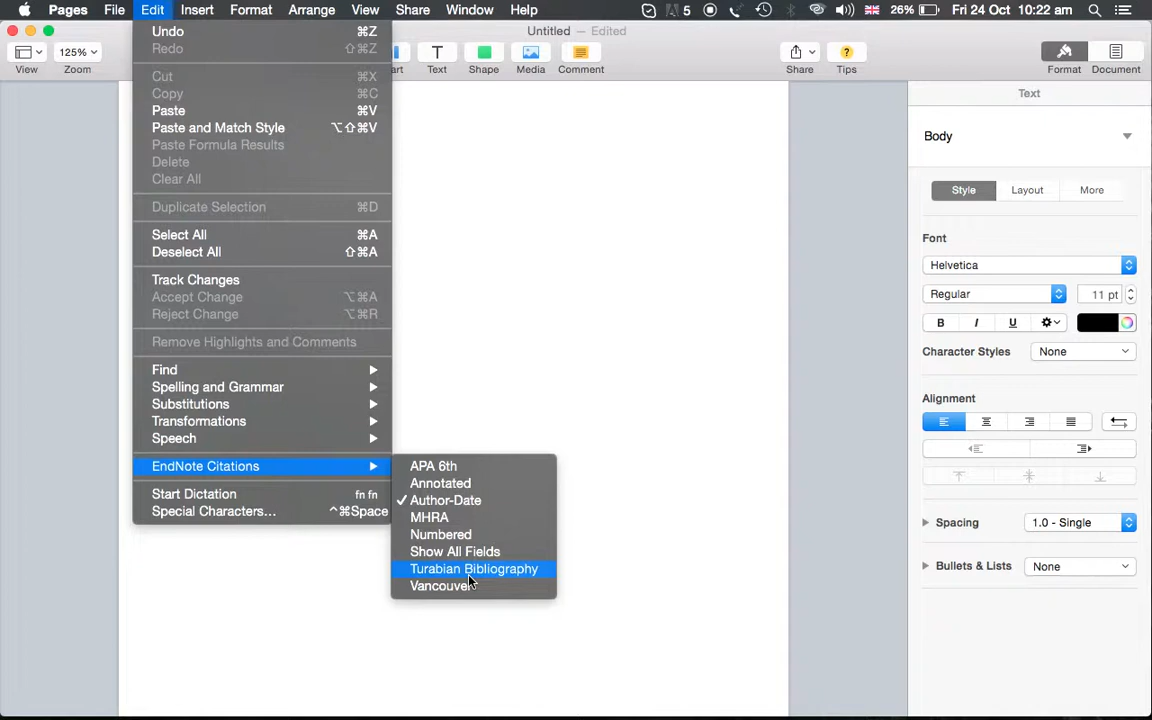 Pages File Edit Insert Format Arrange View Share Window Help 5 26% Fri 24 Oct 10:22 am
Untitled — Edited
125%
View Zoom Text Shape Media Comment Share Tips Format Document
Undo ⌘Z
Redo ⇧⌘Z
Cut ⌘X
Copy ⌘C
Paste ⌘V
Paste and Match Style ⌥⇧⌘V
Paste Formula Results
Delete
Clear All
Duplicate Selection ⌘D
Select All ⌘A
Deselect All ⇧⌘A
Track Changes
Accept Change ⌥⌘A
Reject Change ⌥⌘R
Remove Highlights and Comments
Find
Spelling and Grammar
Substitutions
Transformations
Speech
EndNote Citations
Start Dictation fn fn
Special Characters… ^⌘Space
APA 6th
Annotated
✓ Author-Date
MHRA
Numbered
Show All Fields
Turabian Bibliography
Vancouver
Text
Body
Style Layout More
Font
Helvetica
Regular 11 pt
B I U
Character Styles None
Alignment
Spacing 1.0 - Single
Bullets & Lists None